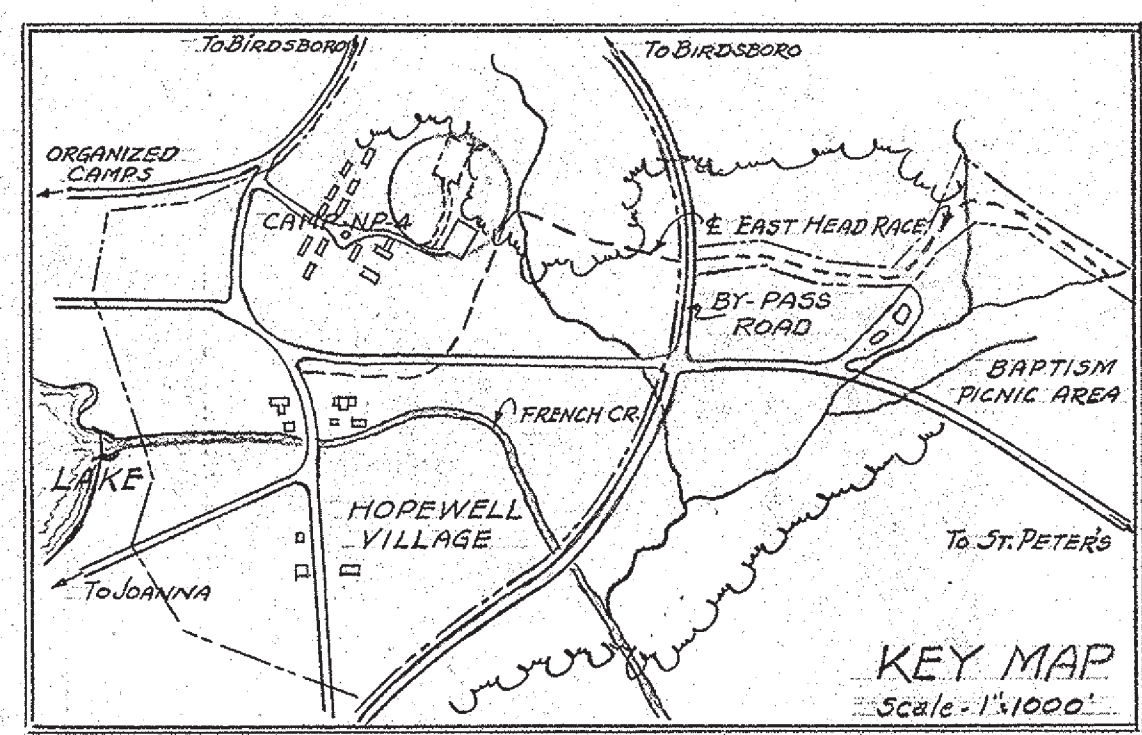 To BIRDSBORO
To BIRDSBORO
ORGANIZED
CAMPS
CAMP-NP-4
℄ EAST HEAD RACE
BY-PASS
ROAD
BAPTISM
PICNIC AREA
FRENCH CR.
LAKE
HOPEWELL
VILLAGE
To ST. PETER'S
To JOANNA
KEY MAP
Scale - 1"=1000'